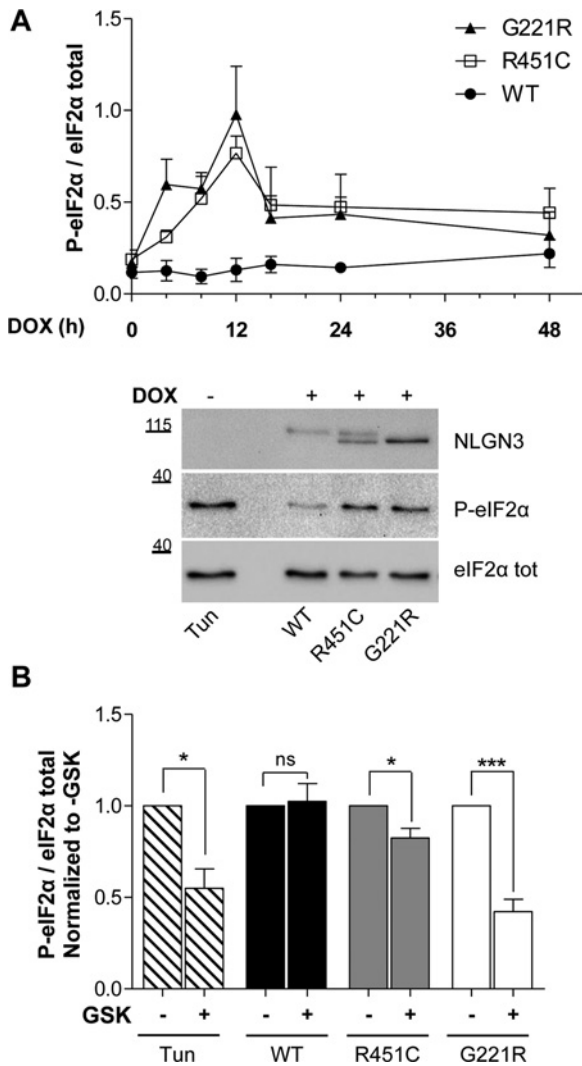 A
G221R
R451C
WT
P-eIF2α / eIF2α total
1.5
1.0
0.5
0.0
DOX (h) 0 12 24 36 48
DOX - + + +
115
NLGN3
40
P-eIF2α
40
eIF2α tot
Tun WT R451C G221R
B
P-eIF2α / eIF2α total
Normalized to -GSK
1.5
1.0
0.5
0.0
* ns * ***
GSK - + - + - + - +
Tun WT R451C G221R